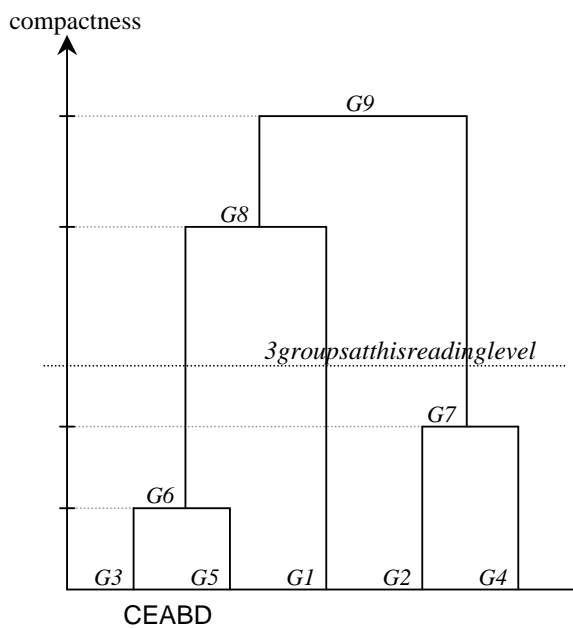 compactness
G9
G8
3groupsatthisreadinglevel
G7
G6
G3 G5 G1 G2 G4
CEABD